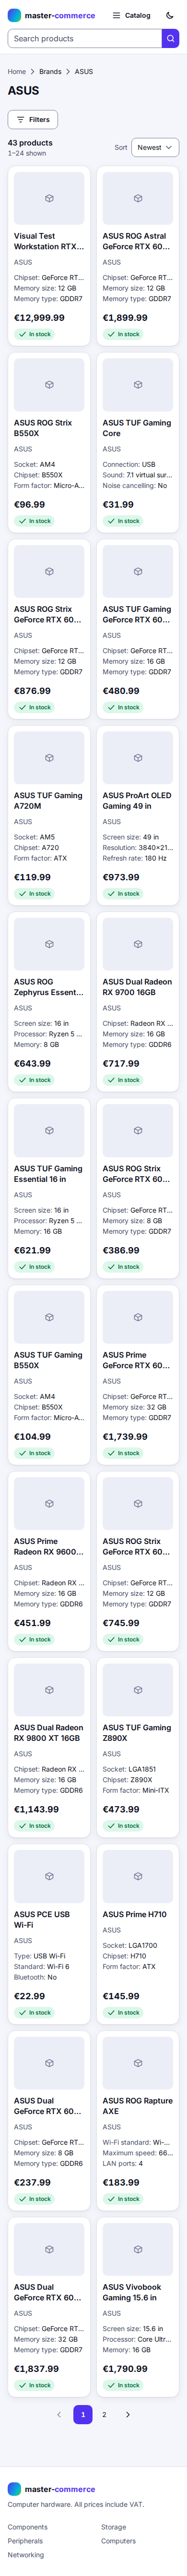 master-commerce
Catalog
Search products
Home
Brands
ASUS
ASUS
Filters
43 products
1–24 shown
Sort
Newest
Visual Test
Workstation RTX...
ASUS
Chipset: GeForce RT...
Memory size: 12 GB
Memory type: GDDR7
€12,999.99
In stock
ASUS ROG Astral
GeForce RTX 60...
ASUS
Chipset: GeForce RT...
Memory size: 12 GB
Memory type: GDDR7
€1,899.99
In stock
ASUS ROG Strix
B550X
ASUS
Socket: AM4
Chipset: B550X
Form factor: Micro-A...
€96.99
In stock
ASUS TUF Gaming
Core
ASUS
Connection: USB
Sound: 7.1 virtual sur...
Noise cancelling: No
€31.99
In stock
ASUS ROG Strix
GeForce RTX 60...
ASUS
Chipset: GeForce RT...
Memory size: 12 GB
Memory type: GDDR7
€876.99
In stock
ASUS TUF Gaming
GeForce RTX 60...
ASUS
Chipset: GeForce RT...
Memory size: 16 GB
Memory type: GDDR7
€480.99
In stock
ASUS TUF Gaming
A720M
ASUS
Socket: AM5
Chipset: A720
Form factor: ATX
€119.99
In stock
ASUS ProArt OLED
Gaming 49 in
ASUS
Screen size: 49 in
Resolution: 3840×21...
Refresh rate: 180 Hz
€973.99
In stock
ASUS ROG
Zephyrus Essent...
ASUS
Screen size: 16 in
Processor: Ryzen 5 ...
Memory: 8 GB
€643.99
In stock
ASUS Dual Radeon
RX 9700 16GB
ASUS
Chipset: Radeon RX ...
Memory size: 16 GB
Memory type: GDDR6
€717.99
In stock
ASUS TUF Gaming
Essential 16 in
ASUS
Screen size: 16 in
Processor: Ryzen 5 ...
Memory: 16 GB
€621.99
In stock
ASUS ROG Strix
GeForce RTX 60...
ASUS
Chipset: GeForce RT...
Memory size: 8 GB
Memory type: GDDR7
€386.99
In stock
ASUS TUF Gaming
B550X
ASUS
Socket: AM4
Chipset: B550X
Form factor: Micro-A...
€104.99
In stock
ASUS Prime
GeForce RTX 60...
ASUS
Chipset: GeForce RT...
Memory size: 32 GB
Memory type: GDDR7
€1,739.99
In stock
ASUS Prime
Radeon RX 9600...
ASUS
Chipset: Radeon RX ...
Memory size: 16 GB
Memory type: GDDR6
€451.99
In stock
ASUS ROG Strix
GeForce RTX 60...
ASUS
Chipset: GeForce RT...
Memory size: 12 GB
Memory type: GDDR7
€745.99
In stock
ASUS Dual Radeon
RX 9800 XT 16GB
ASUS
Chipset: Radeon RX ...
Memory size: 16 GB
Memory type: GDDR6
€1,143.99
In stock
ASUS TUF Gaming
Z890X
ASUS
Socket: LGA1851
Chipset: Z890X
Form factor: Mini-ITX
€473.99
In stock
ASUS PCE USB
Wi-Fi
ASUS
Type: USB Wi-Fi
Standard: Wi-Fi 6
Bluetooth: No
€22.99
In stock
ASUS Prime H710
ASUS
Socket: LGA1700
Chipset: H710
Form factor: ATX
€145.99
In stock
ASUS Dual
GeForce RTX 60...
ASUS
Chipset: GeForce RT...
Memory size: 8 GB
Memory type: GDDR6
€237.99
In stock
ASUS ROG Rapture
AXE
ASUS
Wi-Fi standard: Wi-...
Maximum speed: 66...
LAN ports: 4
€183.99
In stock
ASUS Dual
GeForce RTX 60...
ASUS
Chipset: GeForce RT...
Memory size: 32 GB
Memory type: GDDR7
€1,837.99
In stock
ASUS Vivobook
Gaming 15.6 in
ASUS
Screen size: 15.6 in
Processor: Core Ultr...
Memory: 16 GB
€1,790.99
In stock
1
2
master-commerce
Computer hardware. All prices include VAT.
Components
Storage
Peripherals
Computers
Networking